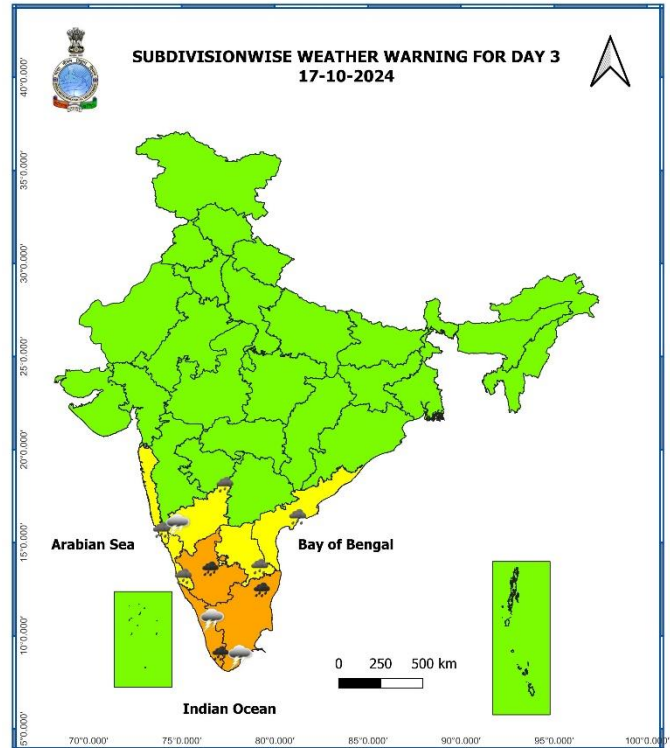 SUBDIVISIONWISE WEATHER WARNING FOR DAY 3
17-10-2024
40°0.000'
35°0.000'
30°0.000'
25°0.000'
20°0.000'
15°0.000'
10°0.000'
5°0.000'
Arabian Sea
Bay of Bengal
0 250 500 km
Indian Ocean
70°0.000' 75°0.000' 80°0.000' 85°0.000' 90°0.000' 95°0.000' 100°0.000'